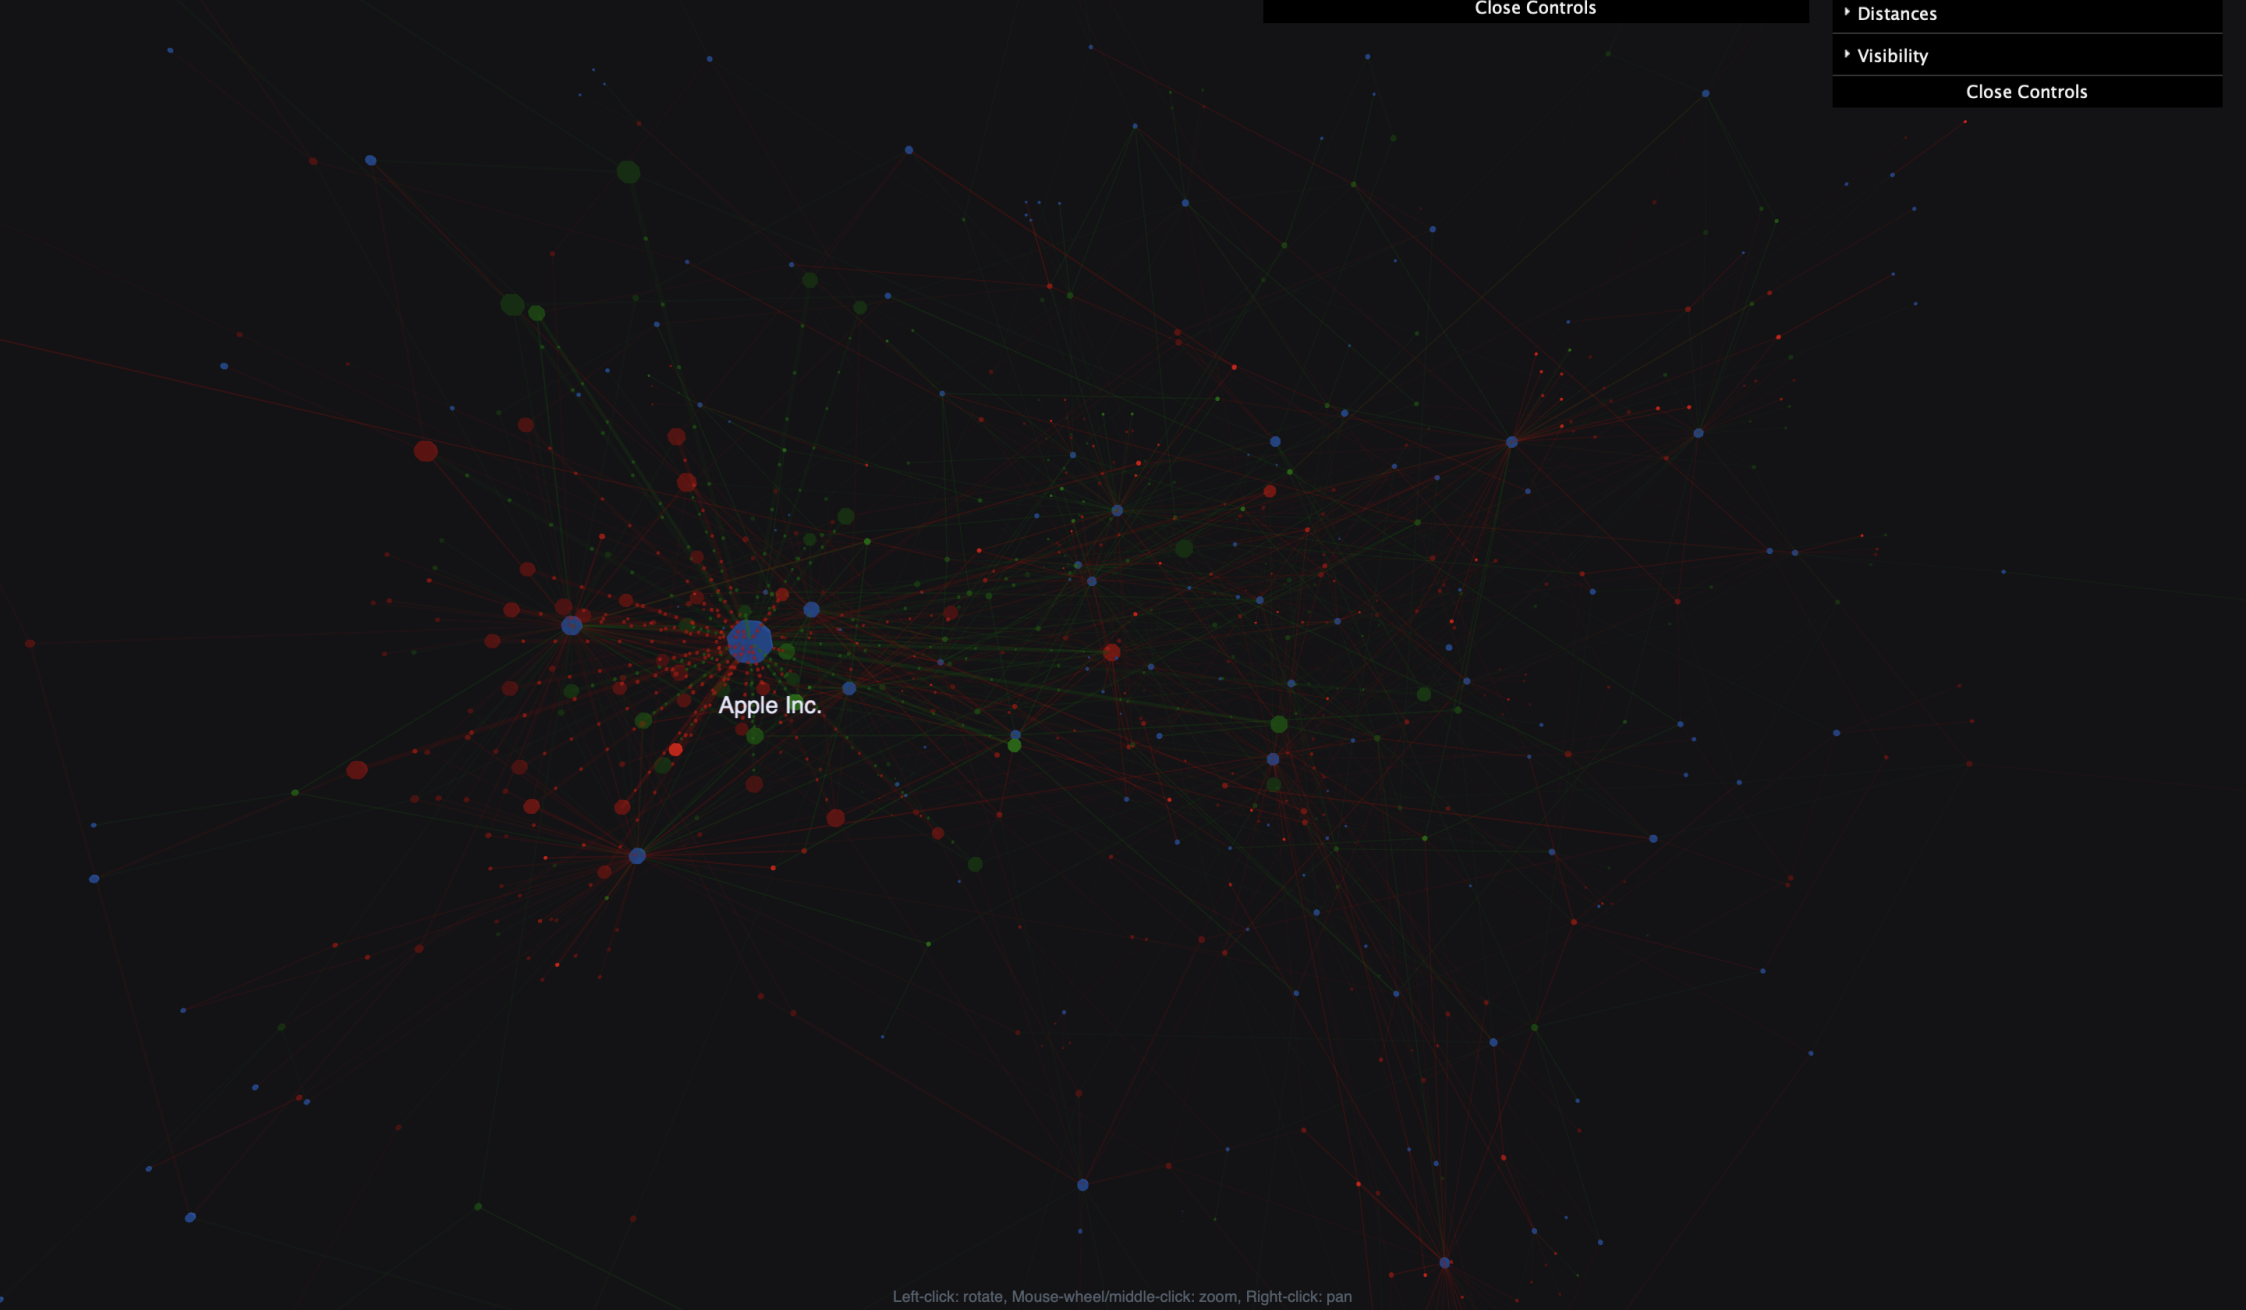 Close Controls
Distances
Visibility
Close Controls
Apple Inc.
Left-click: rotate, Mouse-wheel/middle-click: zoom, Right-click: pan